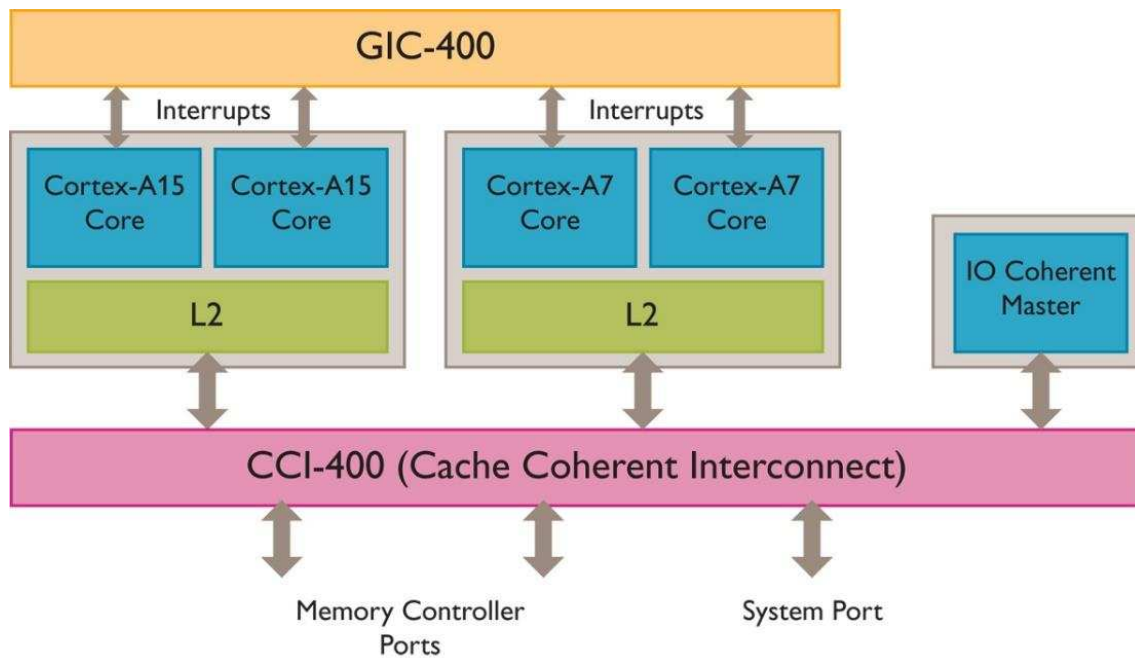 GIC-400
Interrupts
Interrupts
Cortex-A15
Core
Cortex-A15
Core
Cortex-A7
Core
Cortex-A7
Core
L2
L2
IO Coherent
Master
CCI-400 (Cache Coherent Interconnect)
Memory Controller
Ports
System Port